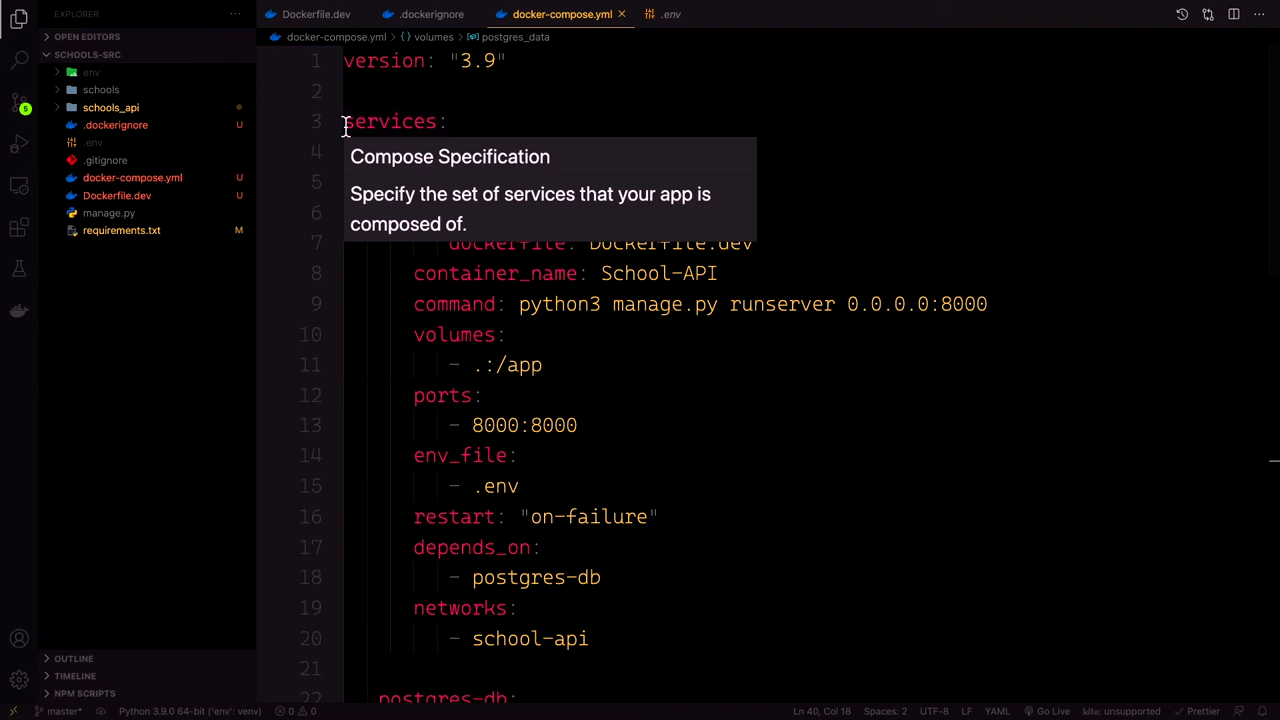 EXPLORER
OPEN EDITORS
SCHOOLS-SRC
env
schools
schools_api
.dockerignore U
.env
.gitignore
docker-compose.yml U
Dockerfile.dev U
manage.py
requirements.txt M
OUTLINE
TIMELINE
NPM SCRIPTS
5
Dockerfile.dev .dockerignore docker-compose.yml .env
docker-compose.yml > {} volumes > postgres_data
1 version: "3.9"
2
3 services:
4
5
6
7 dockerfile: Dockerfile.dev
8 container_name: School-API
9 command: python3 manage.py runserver 0.0.0.0:8000
10 volumes:
11 - .:/app
12 ports:
13 - 8000:8000
14 env_file:
15 - .env
16 restart: "on-failure"
17 depends_on:
18 - postgres-db
19 networks:
20 - school-api
21
22 postgres-db:
Compose Specification
Specify the set of services that your app is
composed of.
master* Python 3.9.0 64-bit ('env': venv) 0 0 Ln 40, Col 18 Spaces: 2 UTF-8 LF YAML Go Live kite: unsupported Prettier